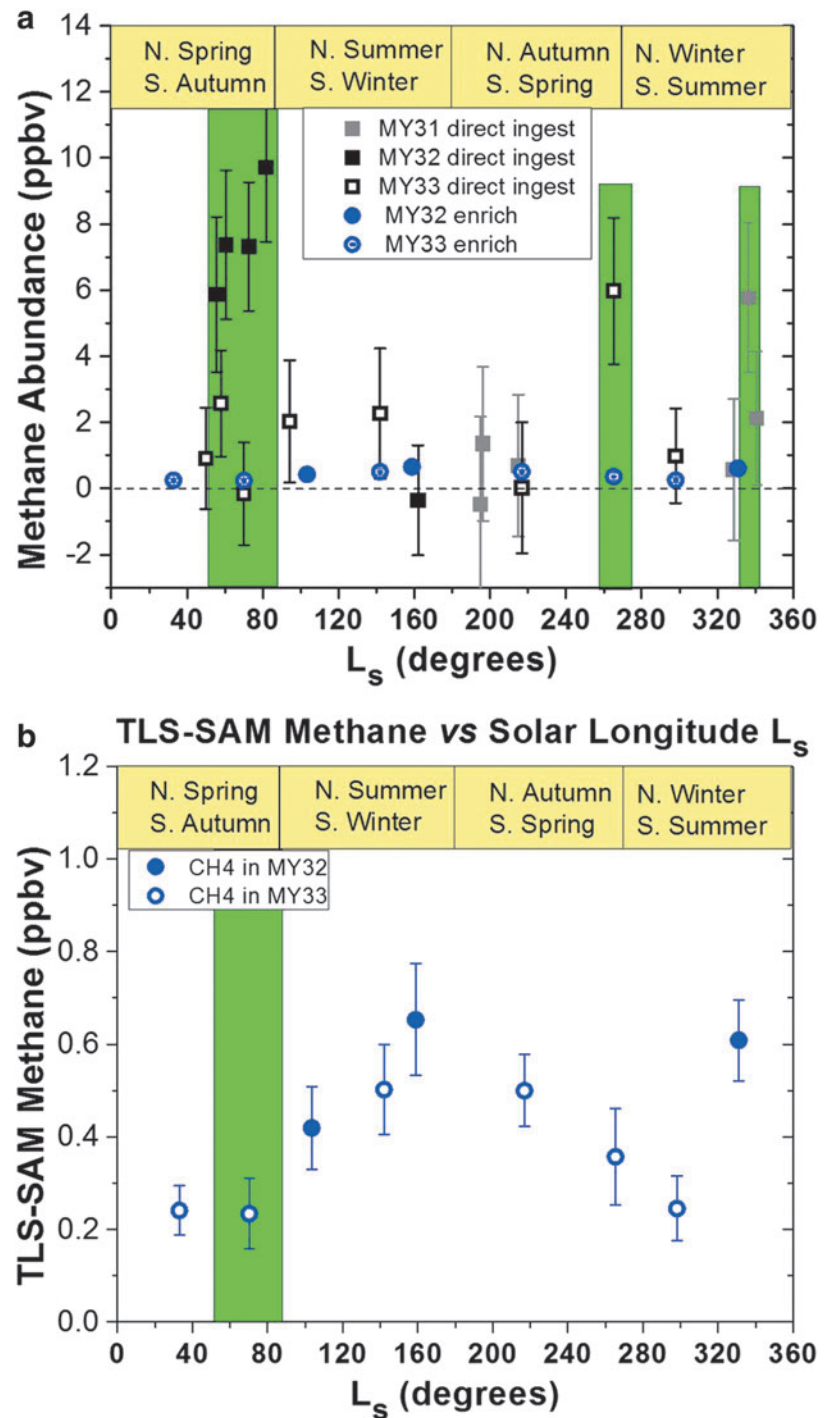 a
N. Spring
S. Autumn
N. Summer
S. Winter
N. Autumn
S. Spring
N. Winter
S. Summer
MY31 direct ingest
MY32 direct ingest
MY33 direct ingest
MY32 enrich
MY33 enrich
Methane Abundance (ppbv)
14
12
10
8
6
4
2
0
-2
0 40 80 120 160 200 240 280 320 360
Ls (degrees)
b
TLS-SAM Methane vs Solar Longitude Ls
N. Spring
S. Autumn
N. Summer
S. Winter
N. Autumn
S. Spring
N. Winter
S. Summer
CH4 in MY32
CH4 in MY33
TLS-SAM Methane (ppbv)
1.2
1.0
0.8
0.6
0.4
0.2
0.0
0 40 80 120 160 200 240 280 320 360
Ls (degrees)